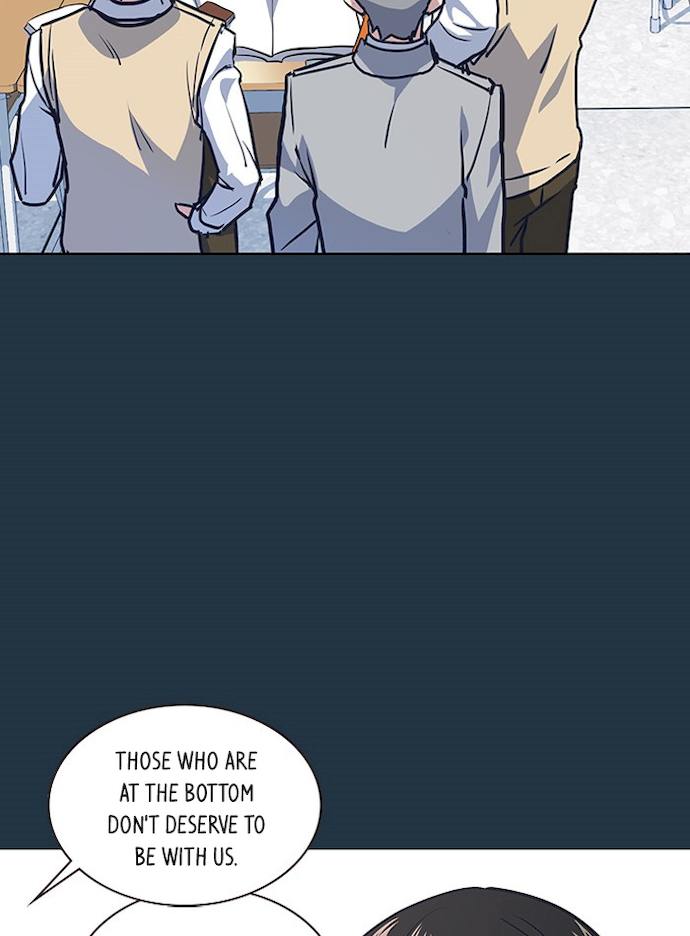 THOSE WHO ARE
AT THE BOTTOM
DON'T DESERVE TO
BE WITH US.